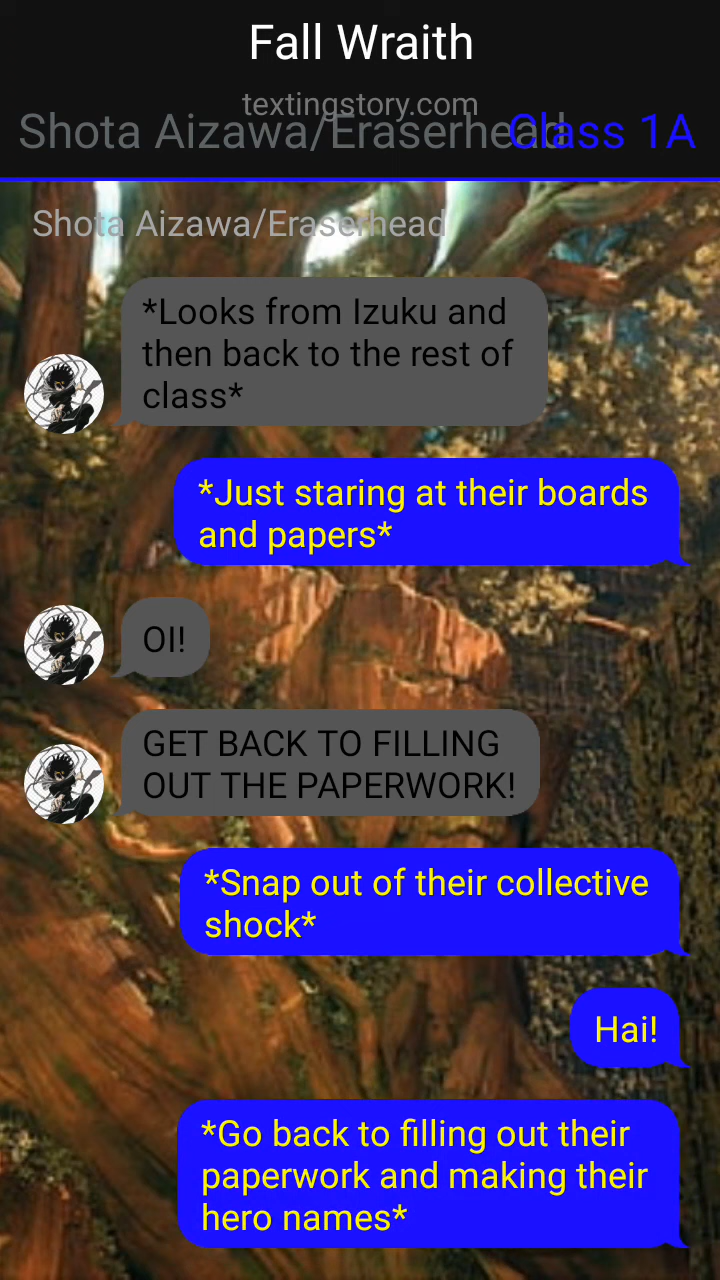 Fall Wraith
textingstory.com
Shota Aizawa/Eraserhead Class 1A
Shota Aizawa/Eraserhead
*Looks from Izuku and
then back to the rest of
class*
*Just staring at their boards
and papers*
OI!
GET BACK TO FILLING
OUT THE PAPERWORK!
*Snap out of their collective
shock*
Hai!
*Go back to filling out their
paperwork and making their
hero names*